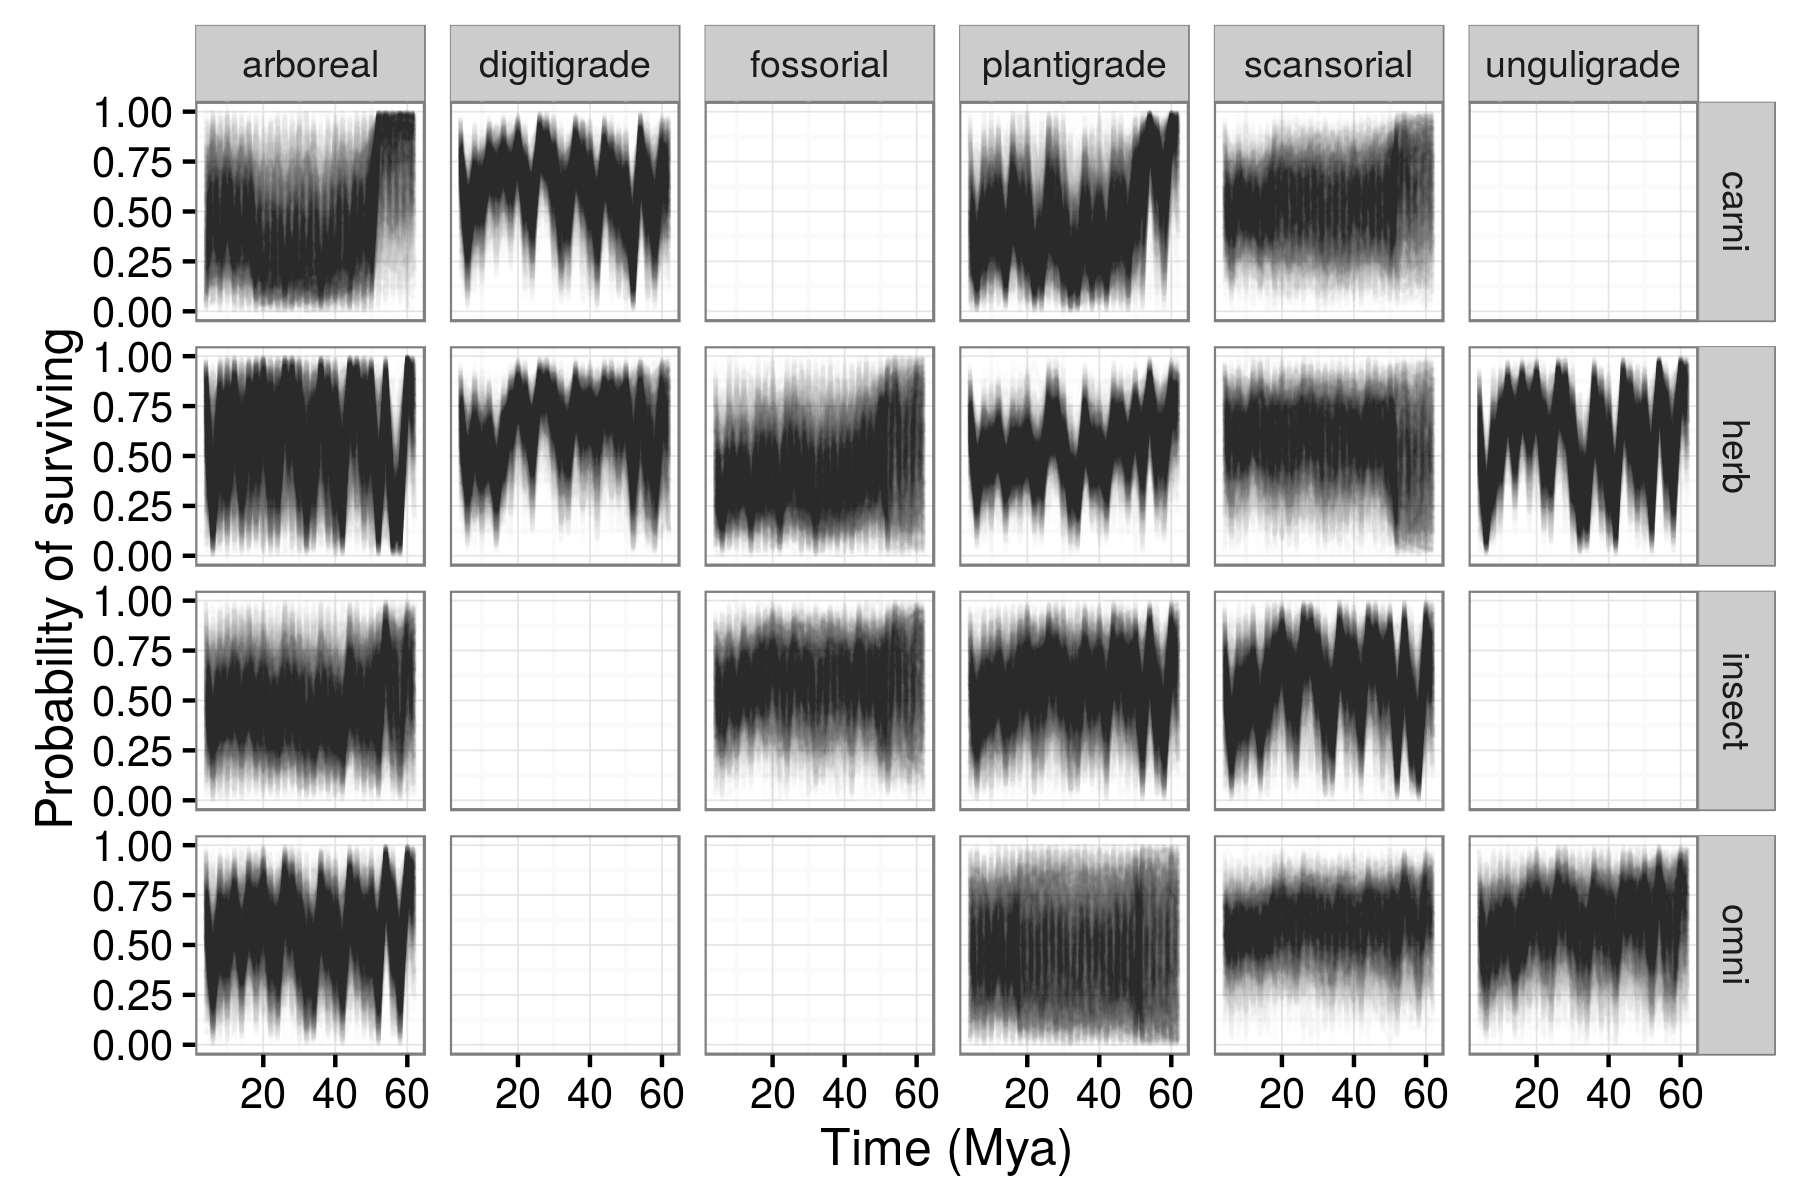 arboreal digitigrade fossorial plantigrade scansorial unguligrade
1.00
0.75
0.50
0.25
0.00
carni
1.00
0.75
0.50
0.25
0.00
herb
1.00
0.75
0.50
0.25
0.00
insect
1.00
0.75
0.50
0.25
0.00
omni
Probability of surviving
20 40 60 20 40 60 20 40 60 20 40 60 20 40 60 20 40 60
Time (Mya)